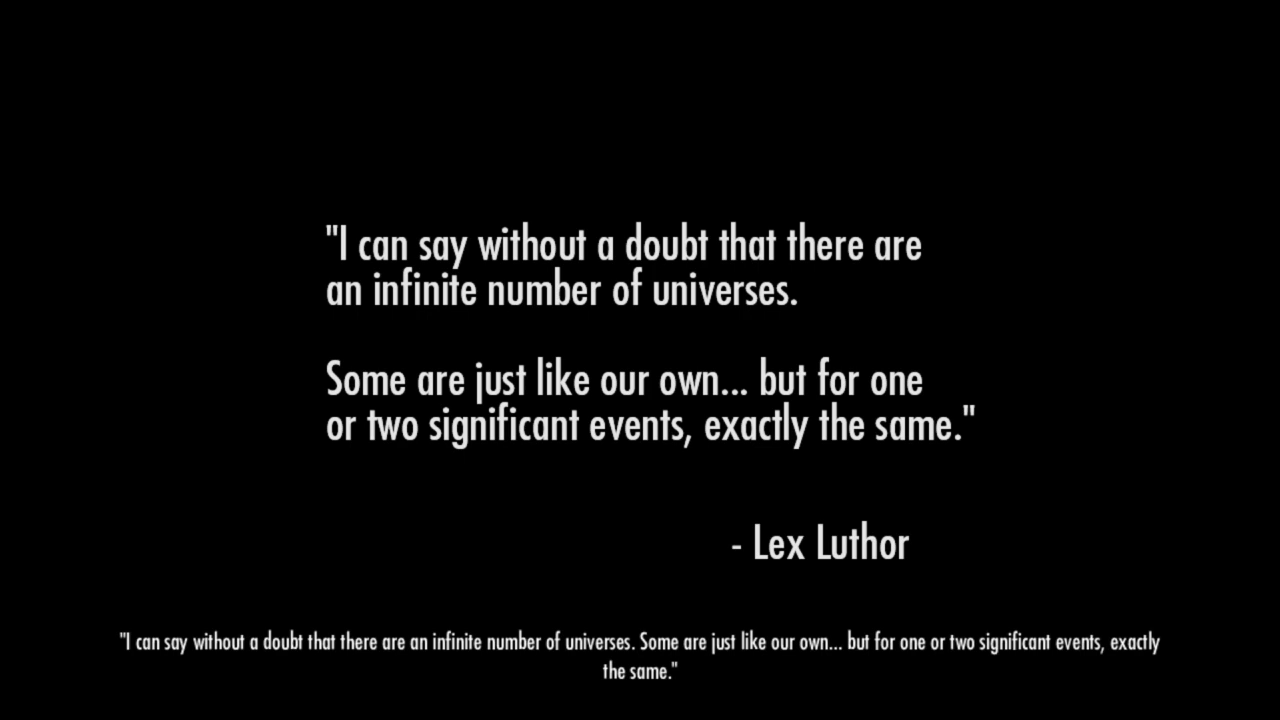 "I can say without a doubt that there are
an infinite number of universes.
Some are just like our own... but for one
or two significant events, exactly the same."
- Lex Luthor
"I can say without a doubt that there are an infinite number of universes. Some are just like our own... but for one or two significant events, exactly
the same."